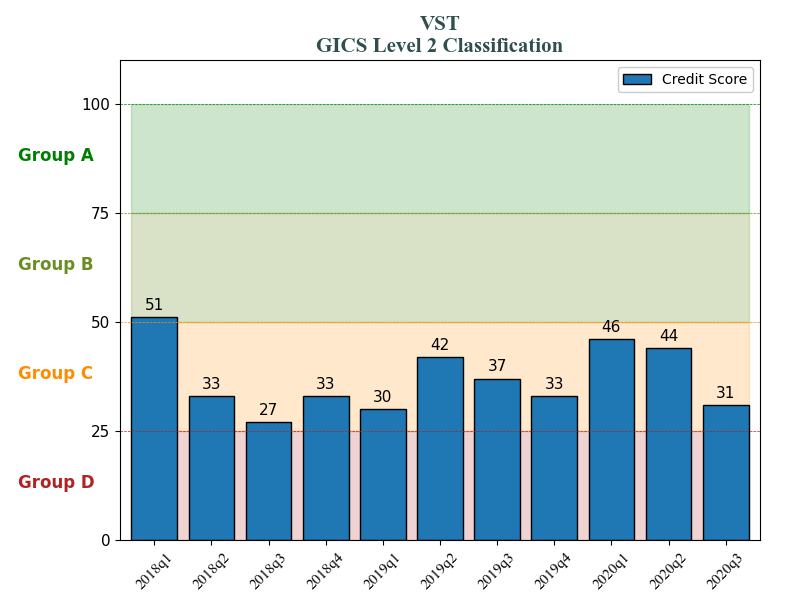 VST
GICS Level 2 Classification
Credit Score
100
Group A
75
Group B
51
50
46
44
42
37
33
33
33
31
30
27
Group C
25
Group D
0
2018q1
2018q2
2018q3
2018q4
2019q1
2019q2
2019q3
2019q4
2020q1
2020q2
2020q3